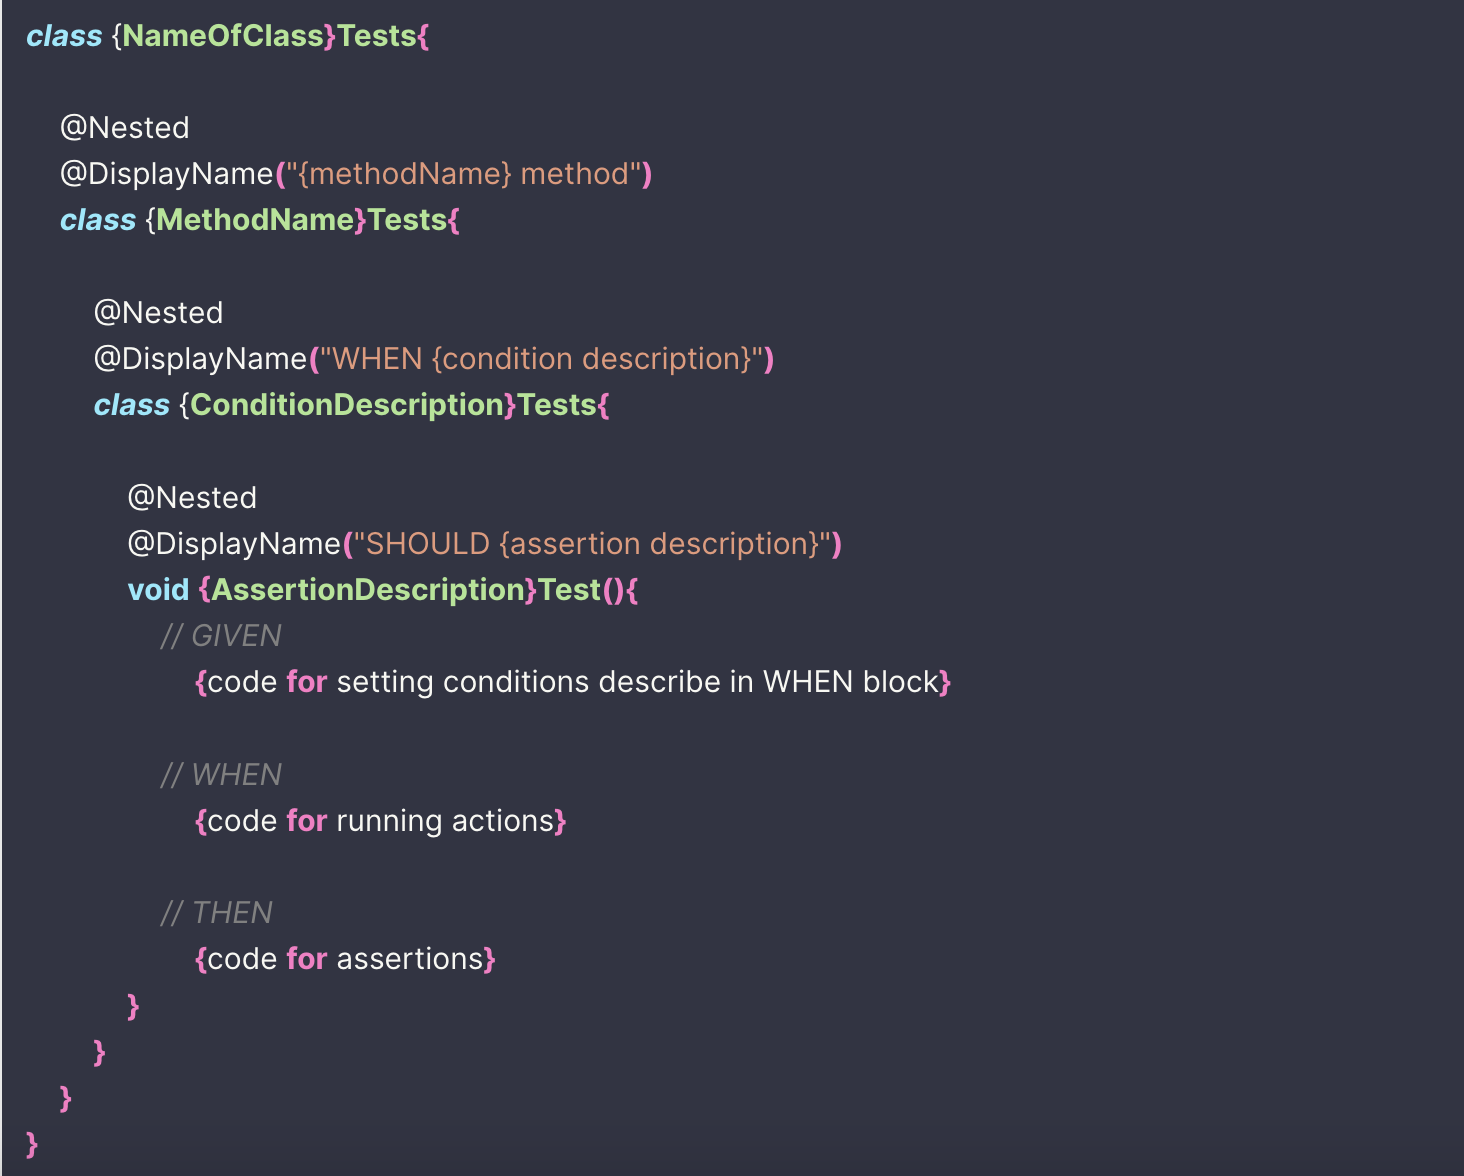 class {NameOfClass}Tests{
@Nested
@DisplayName("{methodName} method")
class {MethodName}Tests{
@Nested
@DisplayName("WHEN {condition description}")
class {ConditionDescription}Tests{
@Nested
@DisplayName("SHOULD {assertion description}")
void {AssertionDescription}Test(){
// GIVEN
{code for setting conditions describe in WHEN block}
// WHEN
{code for running actions}
// THEN
{code for assertions}
}
}
}
}